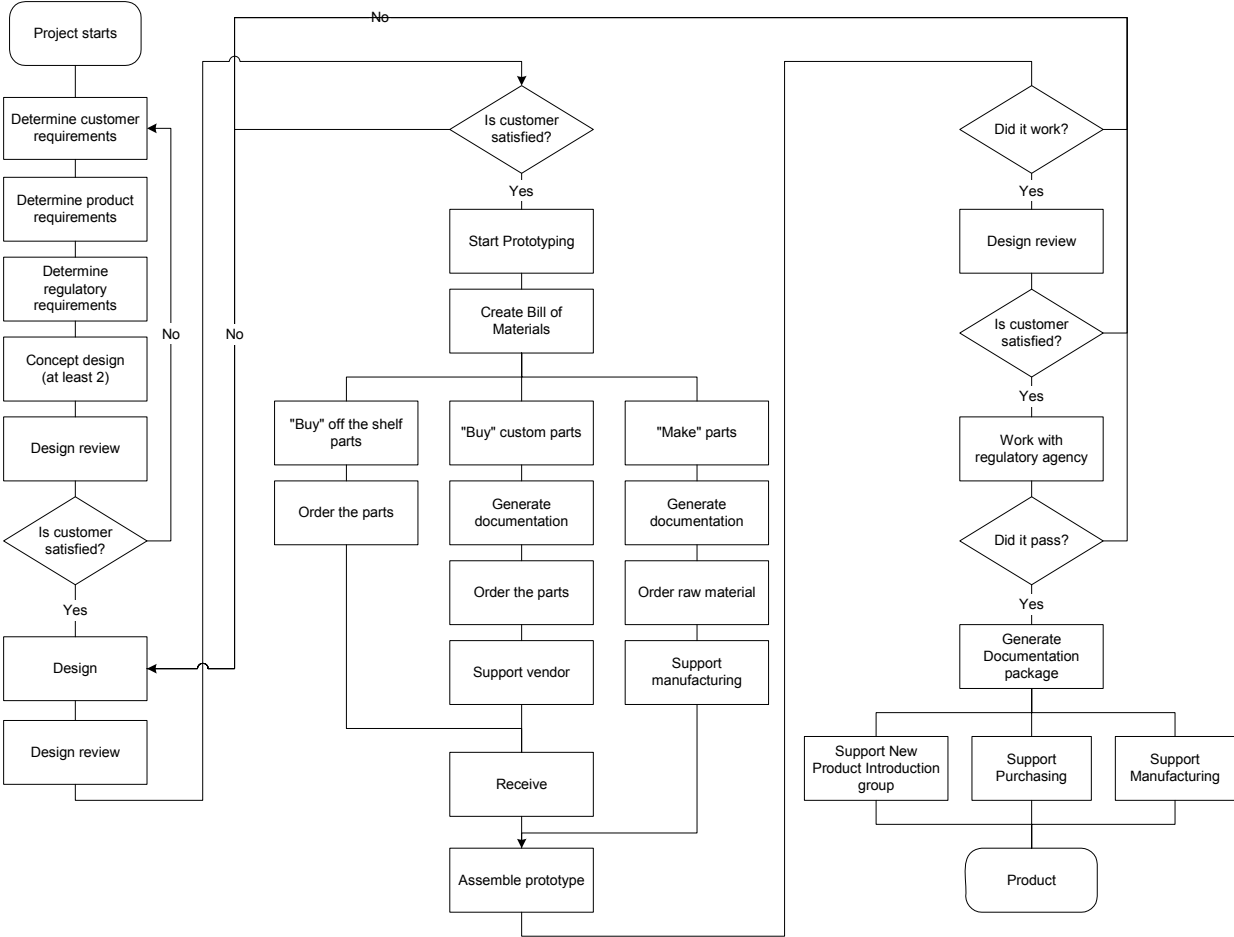 Project starts
Determine customer
requirements
Determine product
requirements
Determine
regulatory
requirements
Concept design
(at least 2)
Design review
Is customer
satisfied?
No
Yes
Design
Design review
No
No
Is customer
satisfied?
Yes
Start Prototyping
Create Bill of
Materials
"Buy" off the shelf
parts
Order the parts
"Buy" custom parts
Generate
documentation
Order the parts
Support vendor
"Make" parts
Generate
documentation
Order raw material
Support
manufacturing
Receive
Assemble prototype
Did it work?
Yes
Design review
Is customer
satisfied?
Yes
Work with
regulatory agency
Did it pass?
Yes
Generate
Documentation
package
Support New
Product Introduction
group
Support
Purchasing
Support
Manufacturing
Product